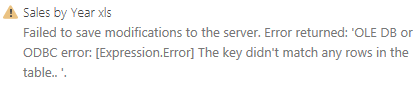 Sales by Year xls
Failed to save modifications to the server. Error returned: 'OLE DB or
ODBC error: [Expression.Error] The key didn't match any rows in the
table.. '.